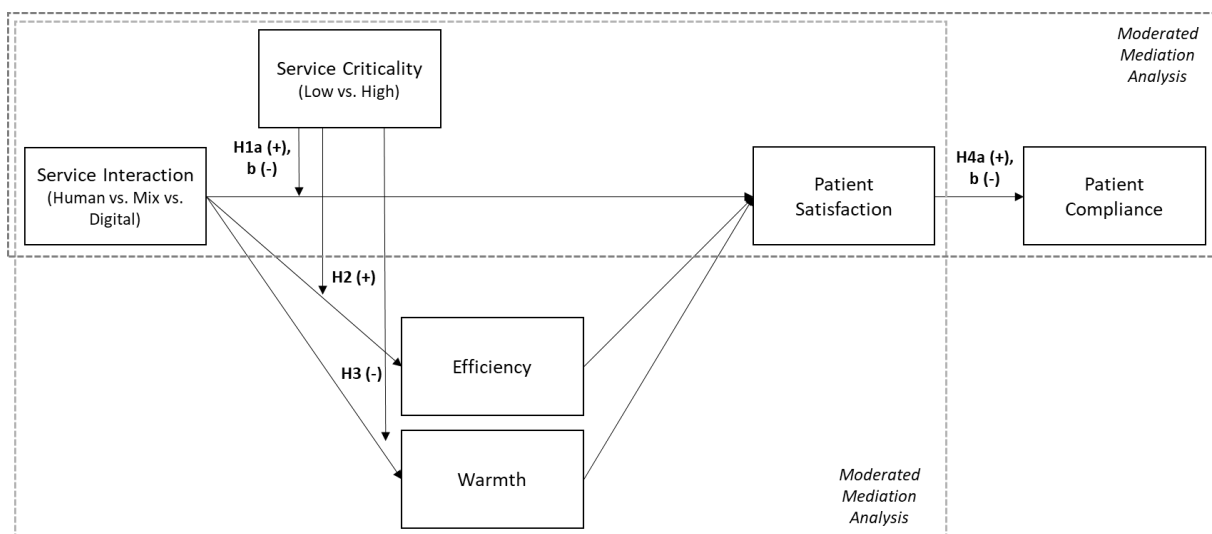 Moderated
Mediation
Analysis
Service Criticality
(Low vs. High)
H1a (+),
b (-)
H4a (+),
b (-)
Service Interaction
(Human vs. Mix vs.
Digital)
Patient
Satisfaction
Patient
Compliance
H2 (+)
Efficiency
H3 (-)
Warmth
Moderated
Mediation
Analysis